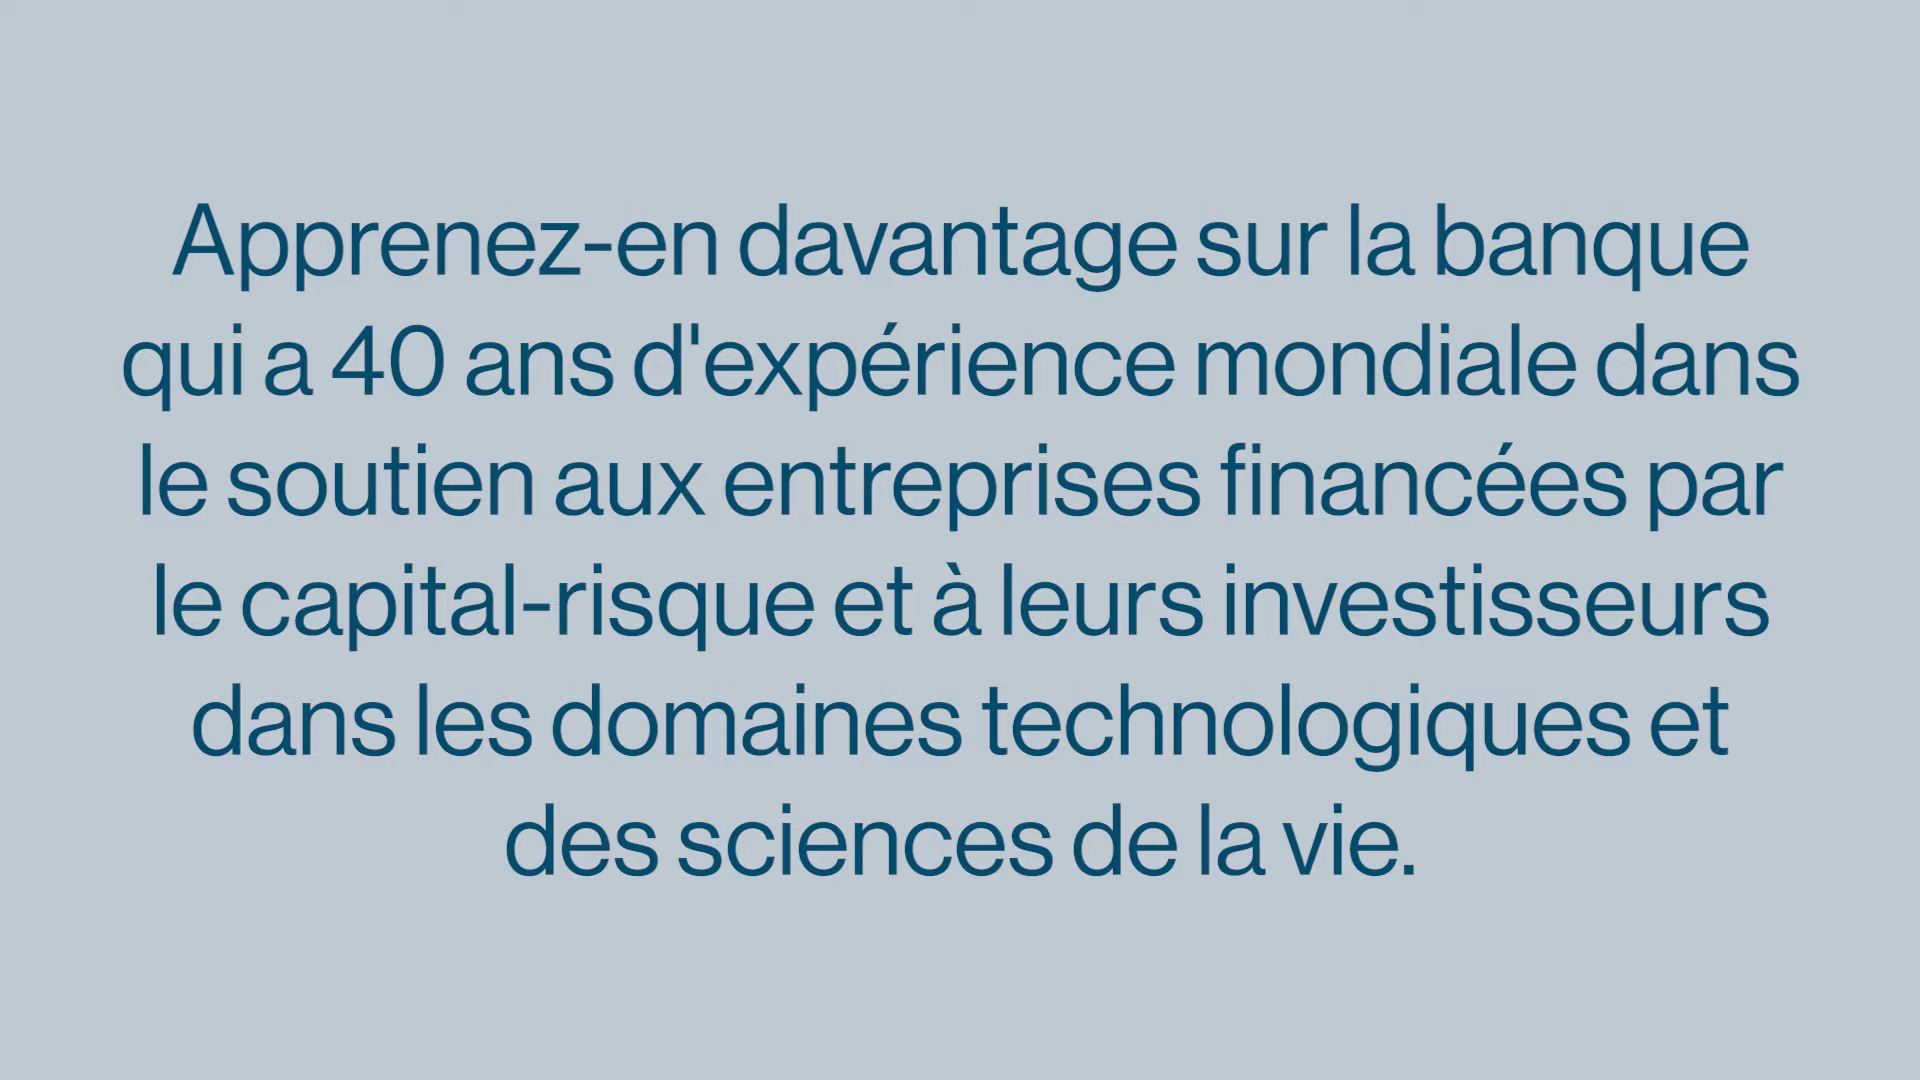 Apprenez-en davantage sur la banque
qui a 40 ans d'expérience mondiale dans
le soutien aux entreprises financées par
le capital-risque et à leurs investisseurs
dans les domaines technologiques et
des sciences de la vie.